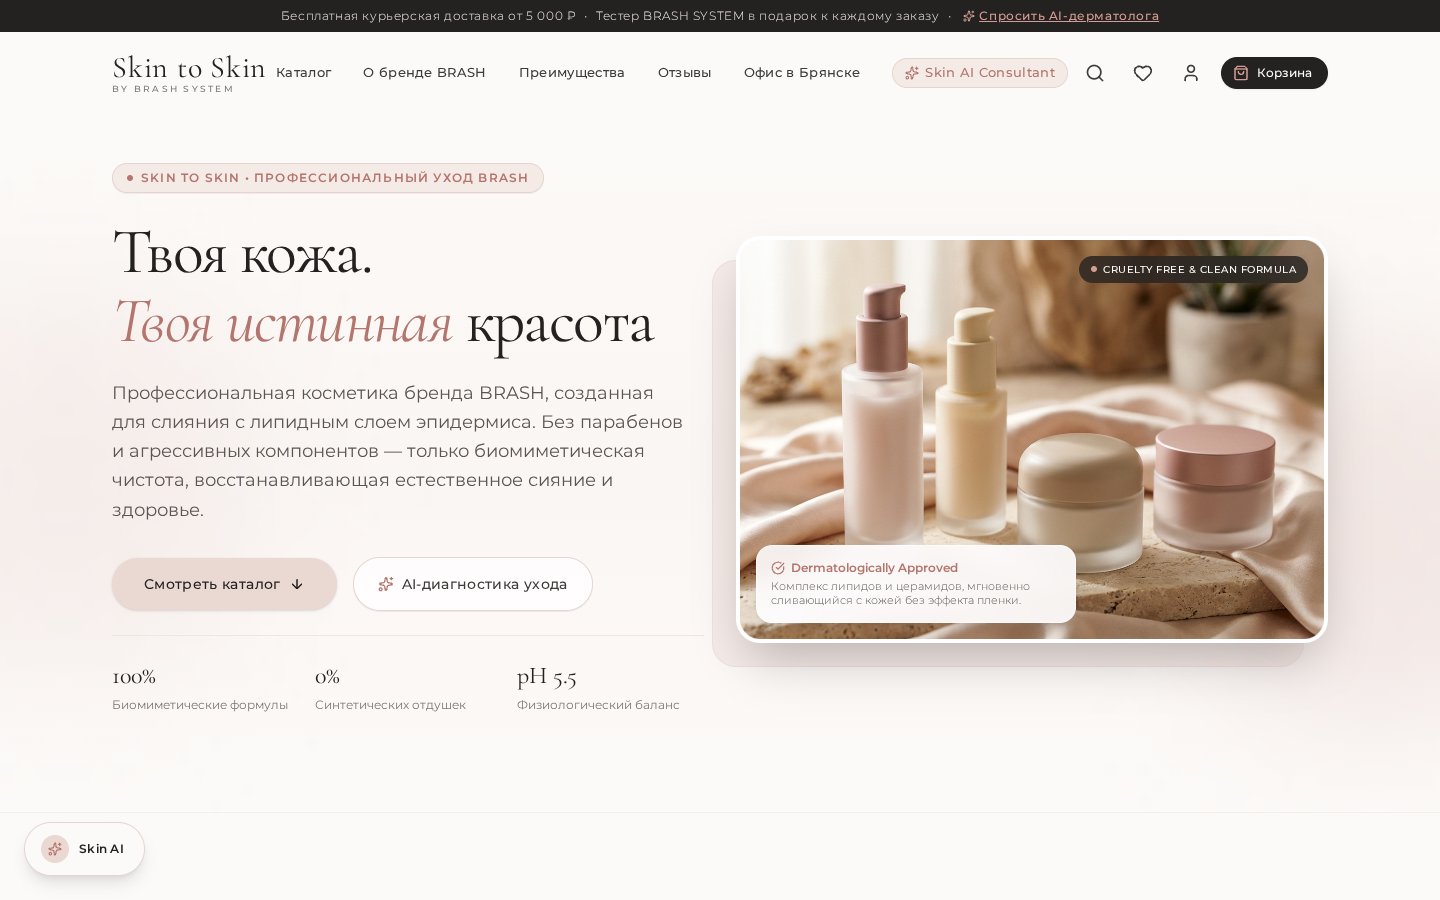 Бесплатная курьерская доставка от 5 000 ₽ • Тестер BRASH SYSTEM в подарок к каждому заказу • Спросить AI-дерматолога
Skin to Skin
BY BRASH SYSTEM
Каталог О бренде BRASH Преимущества Отзывы Офис в Брянске Skin AI Consultant Корзина
SKIN TO SKIN • ПРОФЕССИОНАЛЬНЫЙ УХОД BRASH
Твоя кожа.
Твоя истинная красота
Профессиональная косметика бренда BRASH, созданная
для слияния с липидным слоем эпидермиса. Без парабенов
и агрессивных компонентов — только биомиметическая
чистота, восстанавливающая естественное сияние и
здоровье.
Смотреть каталог AI-диагностика ухода
100%
Биомиметические формулы
0%
Синтетических отдушек
pH 5.5
Физиологический баланс
CRUELTY FREE & CLEAN FORMULA
Dermatologically Approved
Комплекс липидов и церамидов, мгновенно
сливающийся с кожей без эффекта пленки.
Skin AI